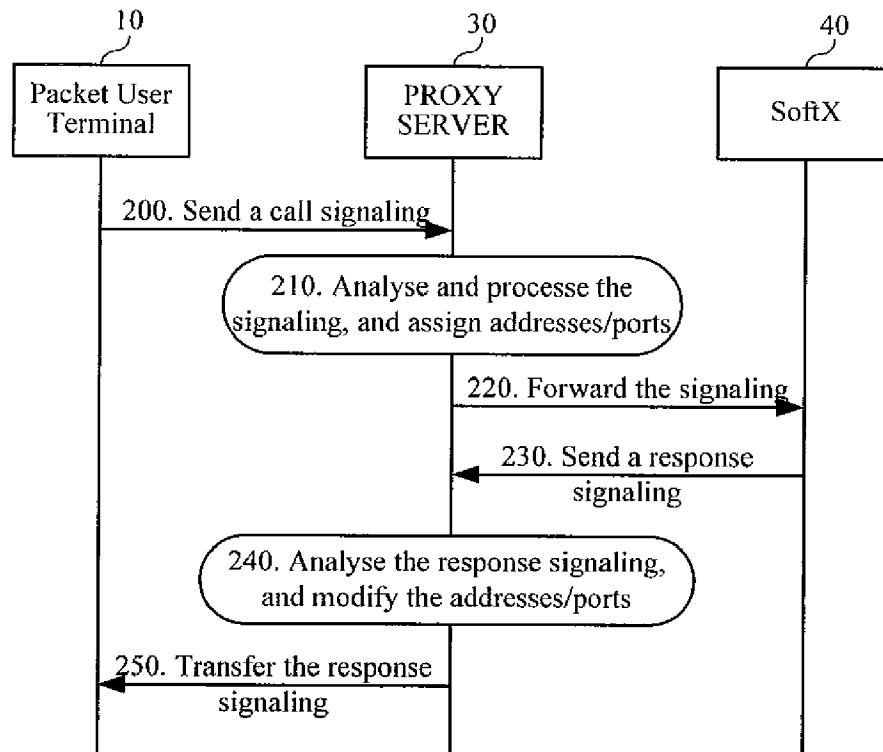 10
30
40
Packet User
Terminal
PROXY
SERVER
SoftX
200. Send a call signaling
210. Analyse and processe the
signaling, and assign addresses/ports
220. Forward the signaling
230. Send a response
signaling
240. Analyse the response signaling,
and modify the addresses/ports
250. Transfer the response
signaling